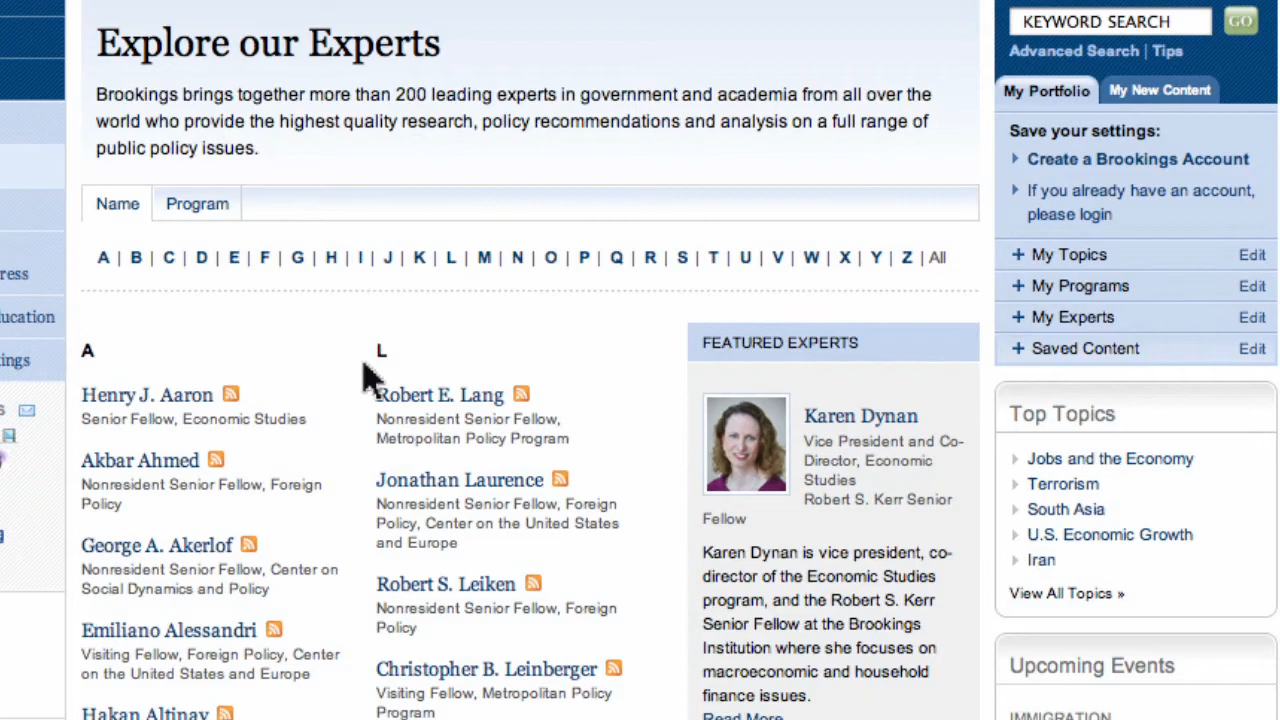 Explore our Experts
Brookings brings together more than 200 leading experts in government and academia from all over the
world who provide the highest quality research, policy recommendations and analysis on a full range of
public policy issues.
Name Program
A | B | C | D | E | F | G | H | I | J | K | L | M | N | O | P | Q | R | S | T | U | V | W | X | Y | Z | All
A
Henry J. Aaron
Senior Fellow, Economic Studies
Akbar Ahmed
Nonresident Senior Fellow, Foreign
Policy
George A. Akerlof
Nonresident Senior Fellow, Center on
Social Dynamics and Policy
Emiliano Alessandri
Visiting Fellow, Foreign Policy, Center
on the United States and Europe
Hakan Altinay
L
Robert E. Lang
Nonresident Senior Fellow,
Metropolitan Policy Program
Jonathan Laurence
Nonresident Senior Fellow, Foreign
Policy, Center on the United States
and Europe
Robert S. Leiken
Nonresident Senior Fellow, Foreign
Policy
Christopher B. Leinberger
Visiting Fellow, Metropolitan Policy
Program
FEATURED EXPERTS
Karen Dynan
Vice President and Co-
Director, Economic
Studies
Robert S. Kerr Senior
Fellow
Karen Dynan is vice president, co-
director of the Economic Studies
program, and the Robert S. Kerr
Senior Fellow at the Brookings
Institution where she focuses on
macroeconomic and household
finance issues.
Read More
KEYWORD SEARCH GO
Advanced Search | Tips
My Portfolio My New Content
Save your settings:
Create a Brookings Account
If you already have an account,
please login
+ My Topics Edit
+ My Programs Edit
+ My Experts Edit
+ Saved Content Edit
Top Topics
Jobs and the Economy
Terrorism
South Asia
U.S. Economic Growth
Iran
View All Topics »
Upcoming Events
IMMIGRATION
ress
ucation
ings